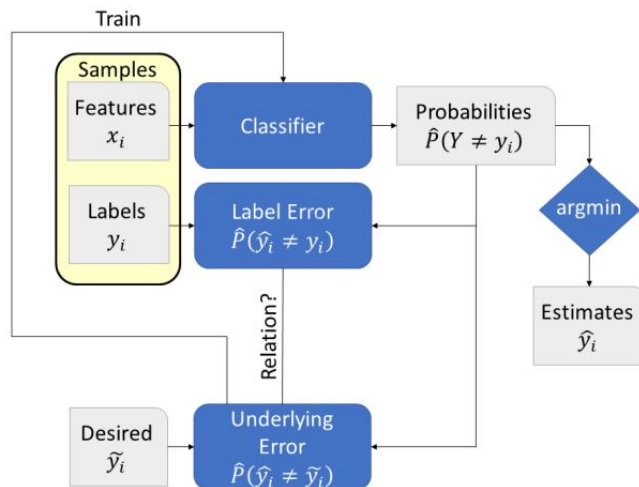 Train
Samples
Features
x_i
Classifier
Probabilities
P̂(Y ≠ y_i)
Labels
y_i
Label Error
P̂(ŷ_i ≠ y_i)
argmin
Estimates
ŷ_i
Relation?
Desired
ỹ_i
Underlying
Error
P̂(ŷ_i ≠ ỹ_i)